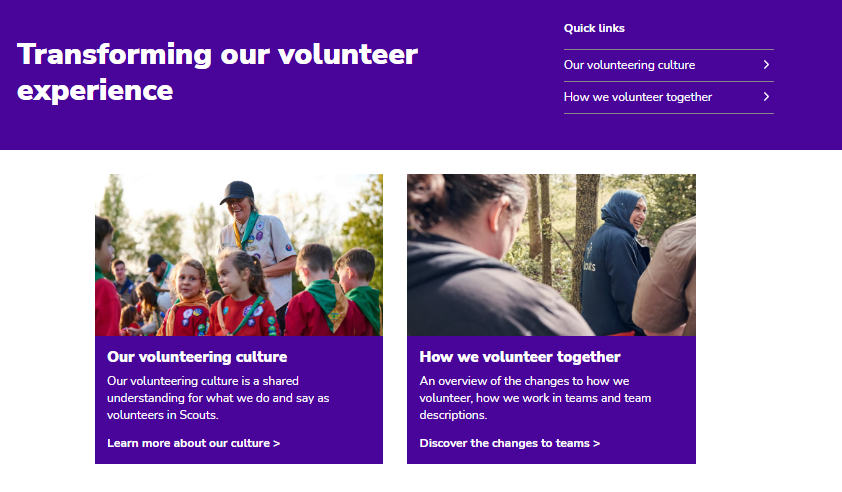 Transforming our volunteer
experience
Quick links
Our volunteering culture
How we volunteer together
Our volunteering culture
Our volunteering culture is a shared
understanding for what we do and say as
volunteers in Scouts.
Learn more about our culture >
How we volunteer together
An overview of the changes to how we
volunteer, how we work in teams and team
descriptions.
Discover the changes to teams >